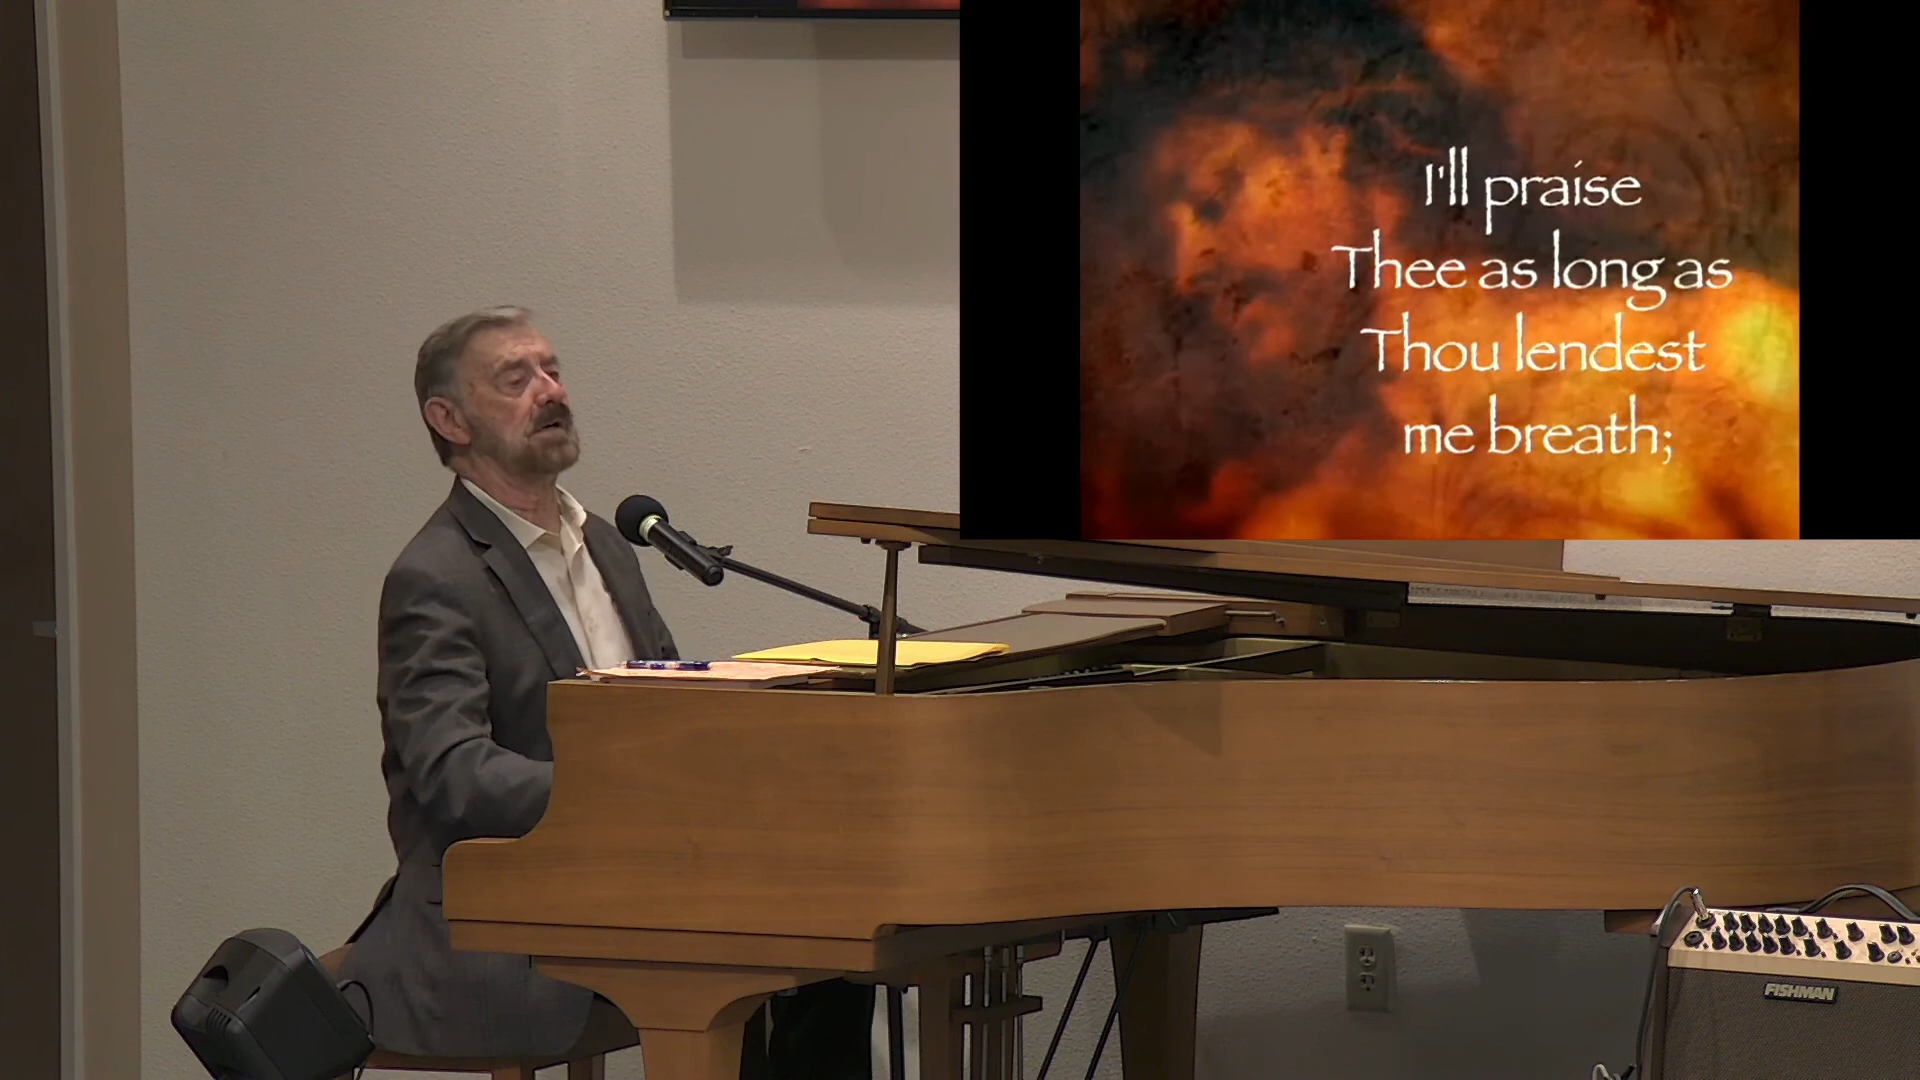 I'll praise
Thee as long as
Thou lendest
me breath;
FISHMAN